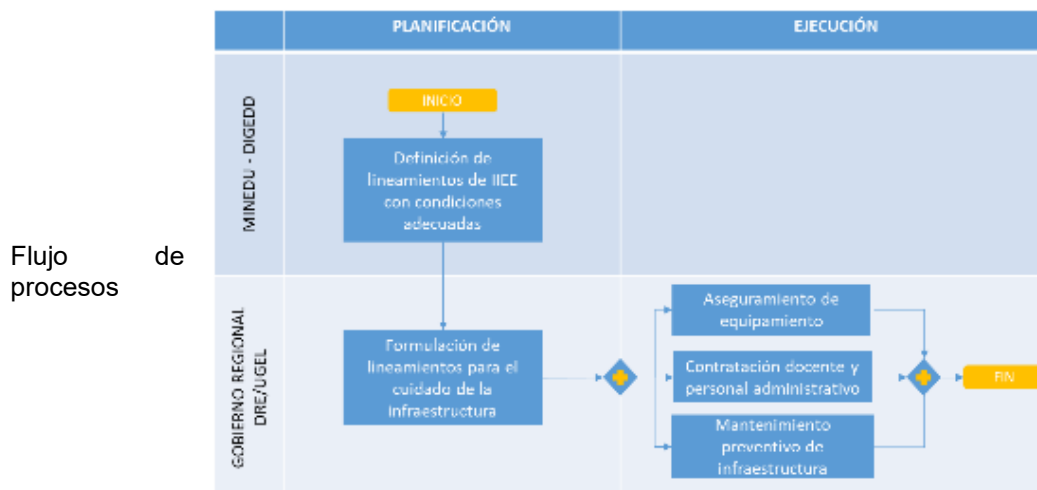 Flujo de
procesos
PLANIFICACIÓN
EJECUCIÓN
MINEDU - DIGEDD
INICIO
Definición de
lineamientos de IIEE
con condiciones
adecuadas
GOBIERNO REGIONAL
DRE/UGEL
Formulación de
lineamientos para el
cuidado de la
infraestructura
Aseguramiento de
equipamiento
Contratación docente y
personal administrativo
Mantenimiento
preventivo de
infraestructura
FIN